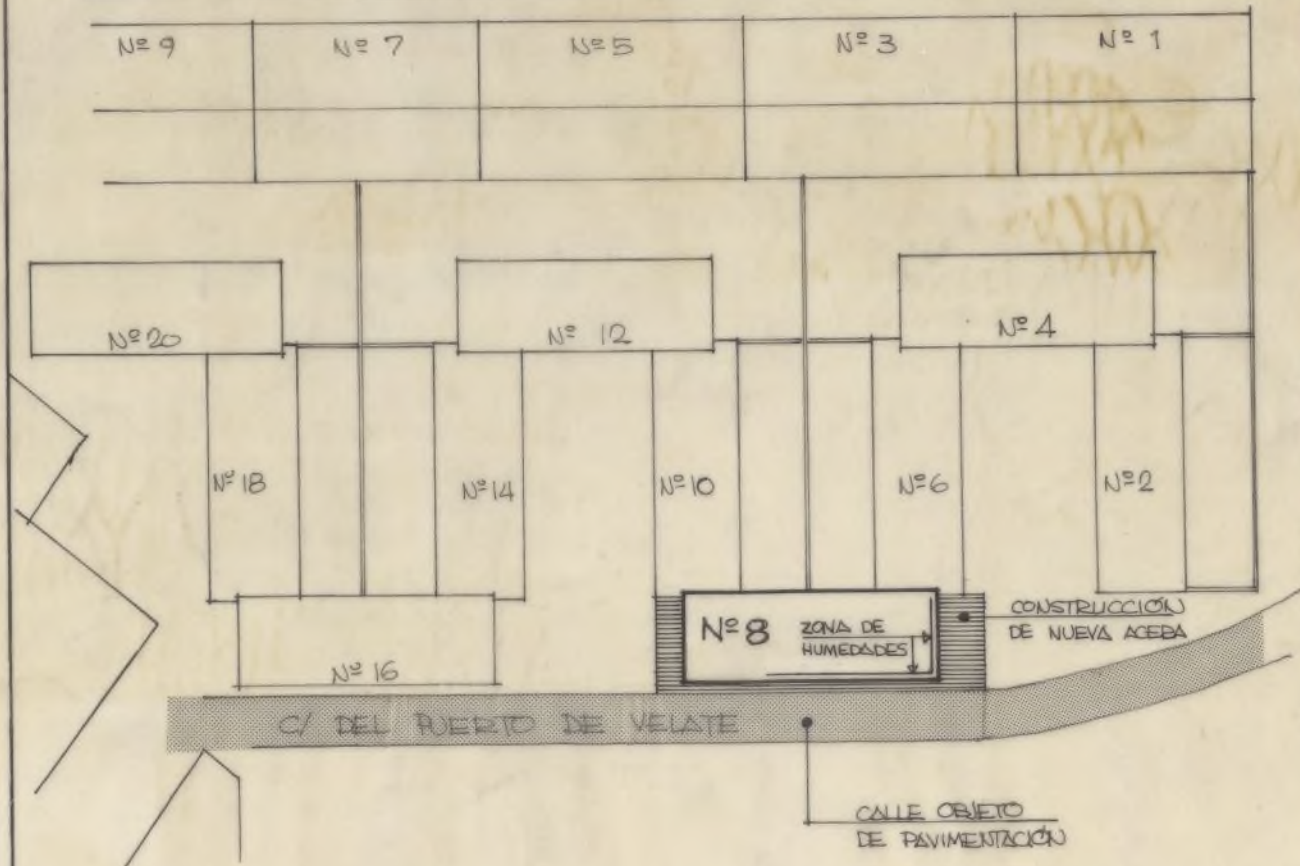 Nº 9
Nº 7
Nº 5
Nº 3
Nº 1
Nº 20
Nº 12
Nº 4
Nº 18
Nº 14
Nº 10
Nº 6
Nº 2
Nº 8
ZONA DE
HUMEDADES
CONSTRUCCIÓN
DE NUEVA ACERA
Nº 16
C/ DEL PUERTO DE VELATE
CALLE OBJETO
DE PAVIMENTACIÓN